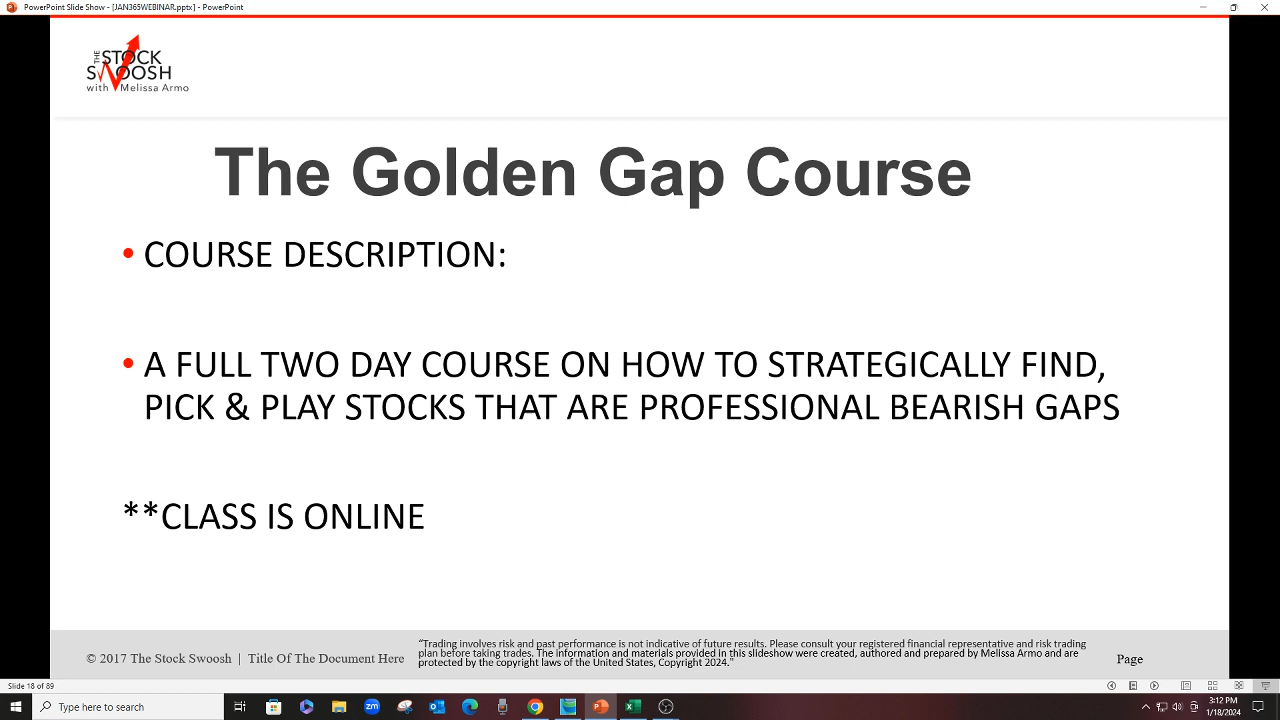 PowerPoint Slide Show - [JAN365WEBINAR.pptx] - PowerPoint
THE STOCK
SWOOSH
with Melissa Armo
The Golden Gap Course
• COURSE DESCRIPTION:
• A FULL TWO DAY COURSE ON HOW TO STRATEGICALLY FIND,
PICK & PLAY STOCKS THAT ARE PROFESSIONAL BEARISH GAPS
**CLASS IS ONLINE
© 2017 The Stock Swoosh | Title Of The Document Here
"Trading involves risk and past performance is not indicative of future results. Please consult your registered financial representative and risk trading
plan before taking trades. The information and materials provided in this slideshow were created, authored and prepared by Melissa Armo and are
protected by the copyright laws of the United States, Copyright 2024."
Page
Slide 18 of 89
Type here to search
zm
3:12 PM
1/18/2024